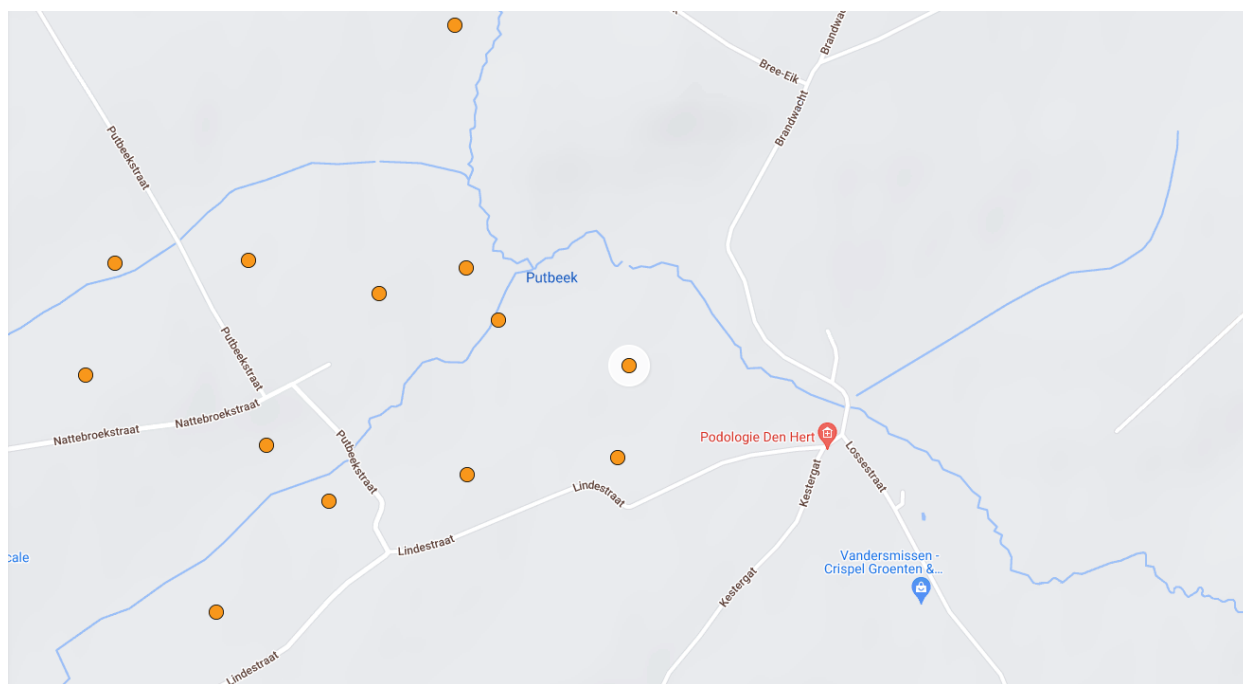 Bree-Eik
Brandwacht
Brandwacht
Putbeekstraat
Putbeek
Putbeekstraat
Nattebroekstraat
Nattebroekstraat
Putbeekstraat
Podologie Den Hert
Lossestraat
Kestergat
Lindestraat
Lindestraat
cale
Vandersmissen -
Crispel Groenten &...
Kestergat
Lindestraat